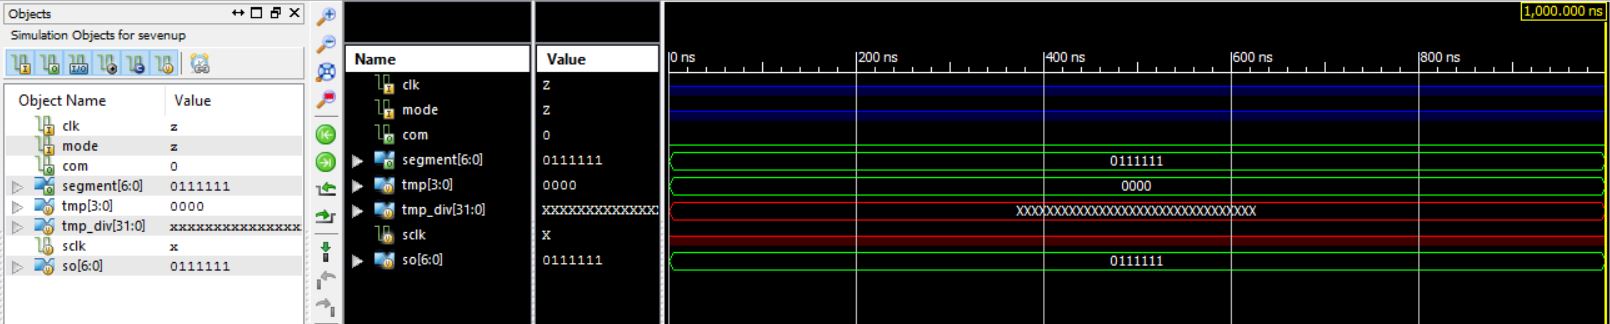 Objects
Simulation Objects for sevenup
Object Name Value
clk z
mode z
com 0
segment[6:0] 0111111
tmp[3:0] 0000
tmp_div[31:0] xxxxxxxxxxxxxxx
sclk x
so[6:0] 0111111
1,000.000 ns
Name Value 0 ns 200 ns 400 ns 600 ns 800 ns
clk z
mode z
com 0
segment[6:0] 0111111 0111111
tmp[3:0] 0000 0000
tmp_div[31:0] xxxxxxxxxxxxxx xxxxxxxxxxxxxxxxxxxxxxxxxxxxxxxx
sclk x
so[6:0] 0111111 0111111